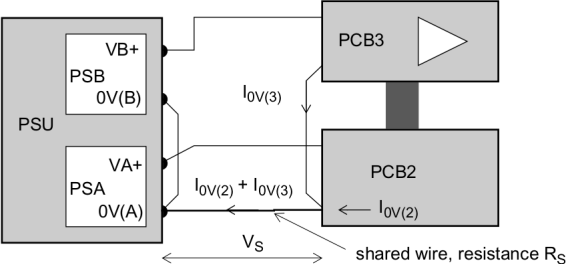 VB+
PSB
0V(B)
PSU
VA+
PSA
0V(A)
PCB3
I0V(3)
PCB2
I0V(2) + I0V(3)
I0V(2)
VS
shared wire, resistance RS